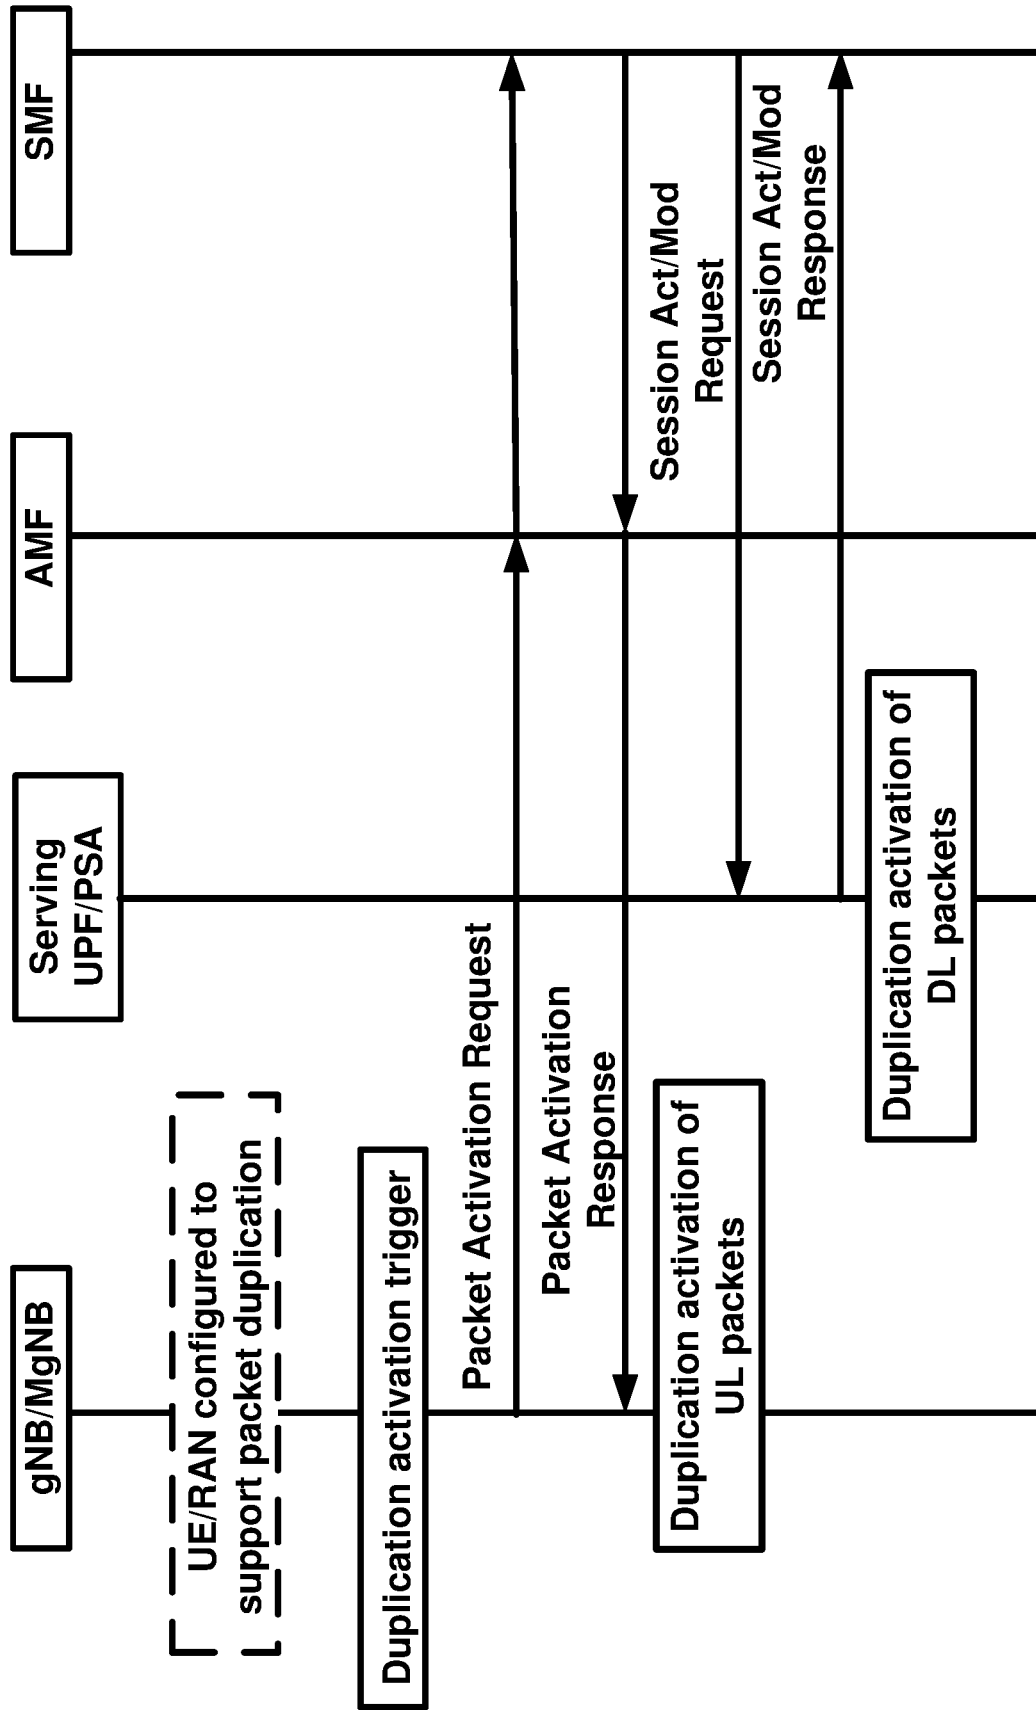 gNB/MgNB
Serving
UPF/PSA
AMF
SMF
UE/RAN configured to
support packet duplication
Duplication activation trigger
Packet Activation Request
Packet Activation
Response
Session Act/Mod
Request
Duplication activation of
UL packets
Session Act/Mod
Response
Duplication activation of
DL packets